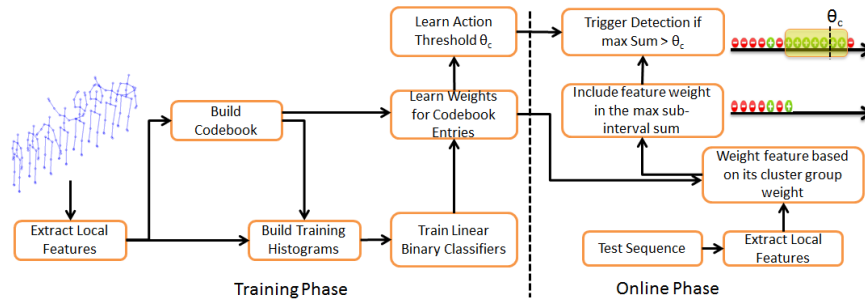 Learn Action
Threshold θc
Trigger Detection if
max Sum > θc
θc
Build
Codebook
Learn Weights
for Codebook
Entries
Include feature weight
in the max sub-
interval sum
Weight feature based
on its cluster group
weight
Extract Local
Features
Build Training
Histograms
Train Linear
Binary Classifiers
Test Sequence
Extract Local
Features
Training Phase
Online Phase